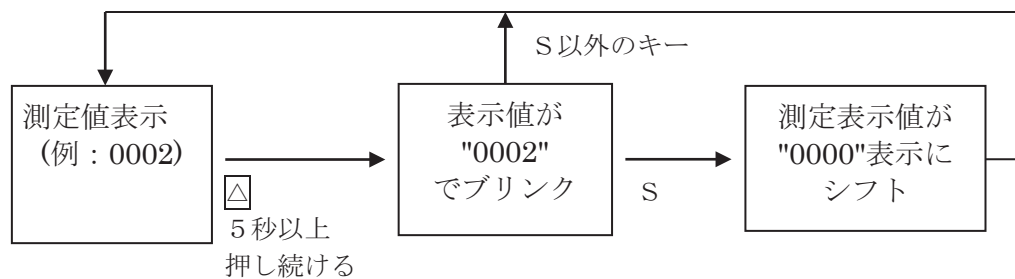 S以外のキー
測定値表示
(例：0002)
△
５秒以上
押し続ける
表示値が
"0002"
でブリンク
S
測定表示値が
"0000"表示に
シフト